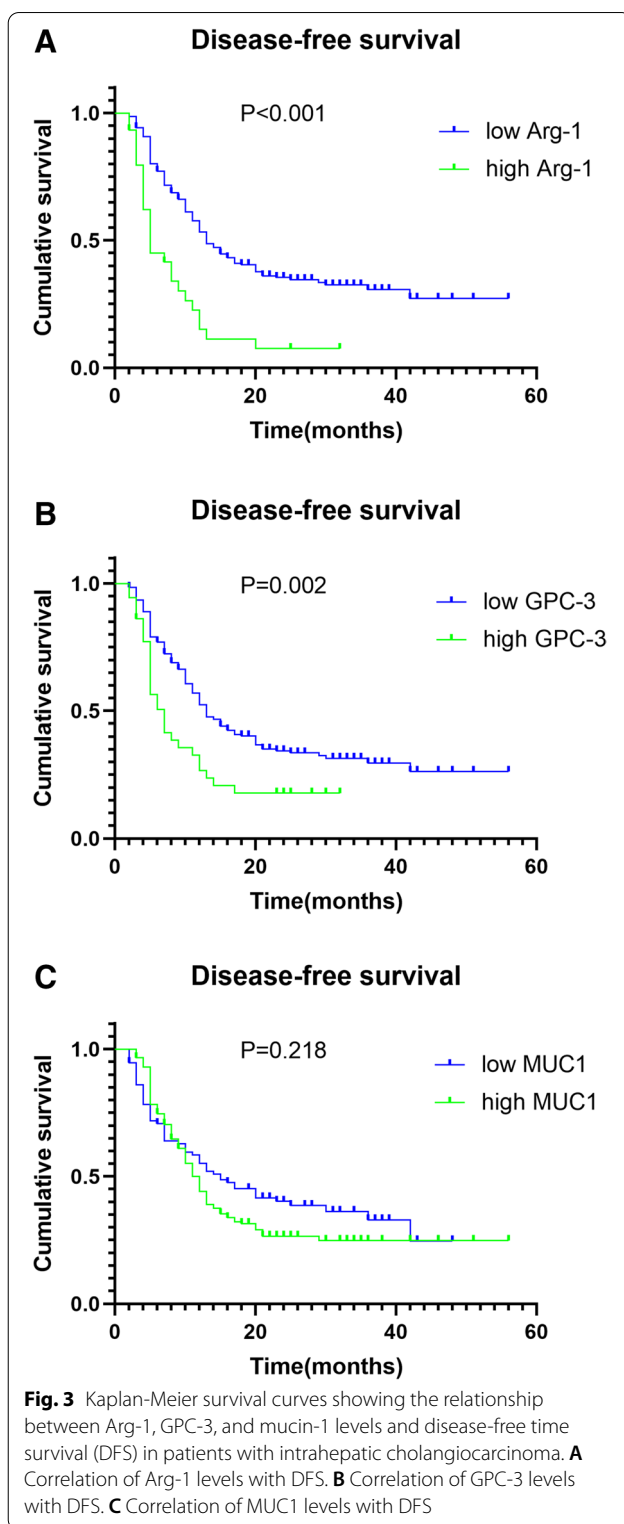 A Disease-free survival
P<0.001
low Arg-1
high Arg-1
Cumulative survival
1.0
0.5
0.0
0 20 40 60
Time(months)
B Disease-free survival
P=0.002
low GPC-3
high GPC-3
Cumulative survival
1.0
0.5
0.0
0 20 40 60
Time(months)
C Disease-free survival
P=0.218
low MUC1
high MUC1
Cumulative survival
1.0
0.5
0.0
0 20 40 60
Time(months)
Fig. 3 Kaplan-Meier survival curves showing the relationship
between Arg-1, GPC-3, and mucin-1 levels and disease-free time
survival (DFS) in patients with intrahepatic cholangiocarcinoma. A
Correlation of Arg-1 levels with DFS. B Correlation of GPC-3 levels
with DFS. C Correlation of MUC1 levels with DFS